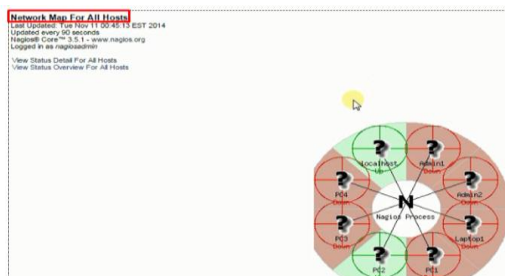 Network Map For All Hosts
Last Updated: Tue Nov 11 00:45:13 EST 2014
Updated every 90 seconds
Nagios® Core™ 3.5.1 - www.nagios.org
Logged in as nagiosadmin
View Status Detail For All Hosts
View Status Overview For All Hosts
Localhost
Up
Admin1
Down
PC4
Down
Admin2
Down
N
Nagios Process
PC3
Down
Laptop1
Down
PC2
PC1